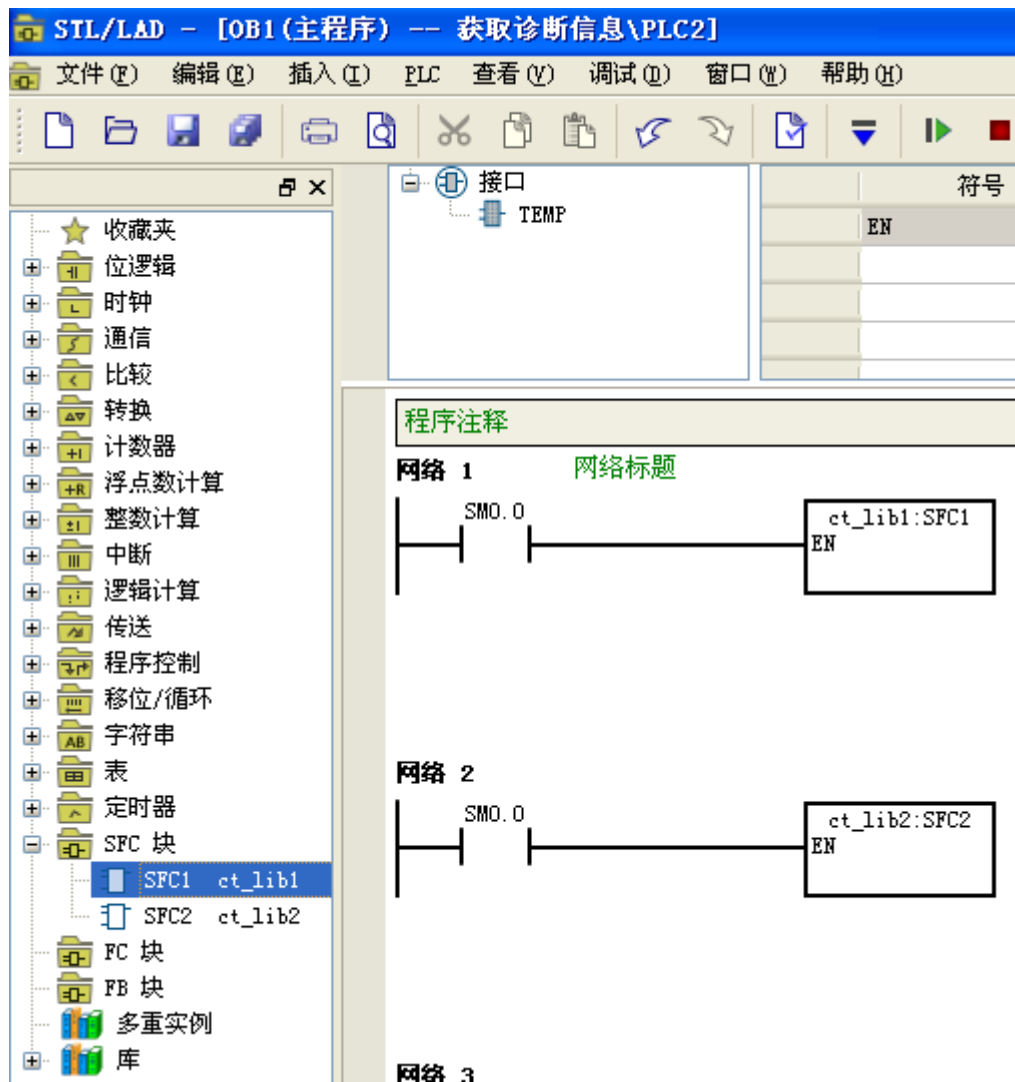 STL/LAD - [OB1(主程序) -- 获取诊断信息\PLC2]
文件(F) 编辑(E) 插入(I) PLC 查看(V) 调试(D) 窗口(W) 帮助(H)
接口
TEMP
符号
EN
收藏夹
位逻辑
时钟
通信
比较
转换
计数器
浮点数计算
整数计算
中断
逻辑计算
传送
程序控制
移位/循环
字符串
表
定时器
SFC 块
SFC1 ct_lib1
SFC2 ct_lib2
FC 块
FB 块
多重实例
库
程序注释
网络 1 网络标题
SM0.0
ct_lib1:SFC1
EN
网络 2
SM0.0
ct_lib2:SFC2
EN
网络 3